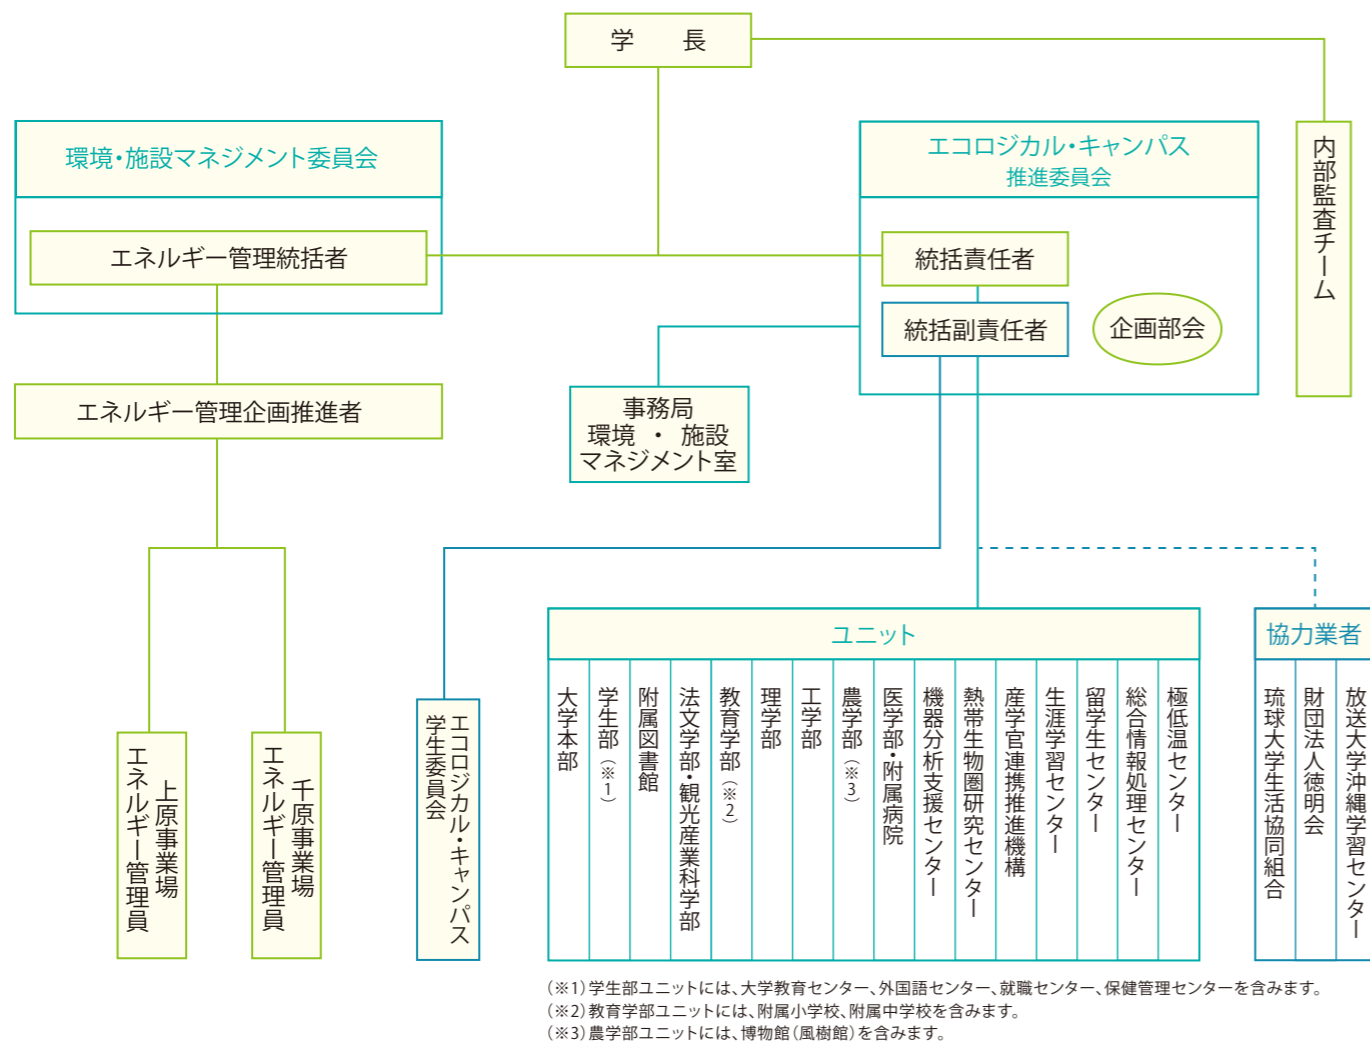 学　長
環境・施設マネジメント委員会
エネルギー管理統括者
エネルギー管理企画推進者
エコロジカル・キャンパス
推進委員会
統括責任者
統括副責任者
企画部会
内部監査チーム
事務局
環境・施設
マネジメント室
上原事業場
エネルギー管理員
千原事業場
エネルギー管理員
エコロジカル・キャンパス
学生委員会
ユニット
大学本部
学生部(※1)
附属図書館
法文学部・観光産業科学部
教育学部(※2)
理学部
工学部
農学部(※3)
医学部・附属病院
機器分析支援センター
熱帯生物圏研究センター
産学官連携推進機構
生涯学習センター
留学生センター
総合情報処理センター
極低温センター
協力業者
琉球大学生活協同組合
財団法人徳明会
放送大学沖縄学習センター
(※1)学生部ユニットには、大学教育センター、外国語センター、就職センター、保健管理センターを含みます。
(※2)教育学部ユニットには、附属小学校、附属中学校を含みます。
(※3)農学部ユニットには、博物館(風樹館)を含みます。